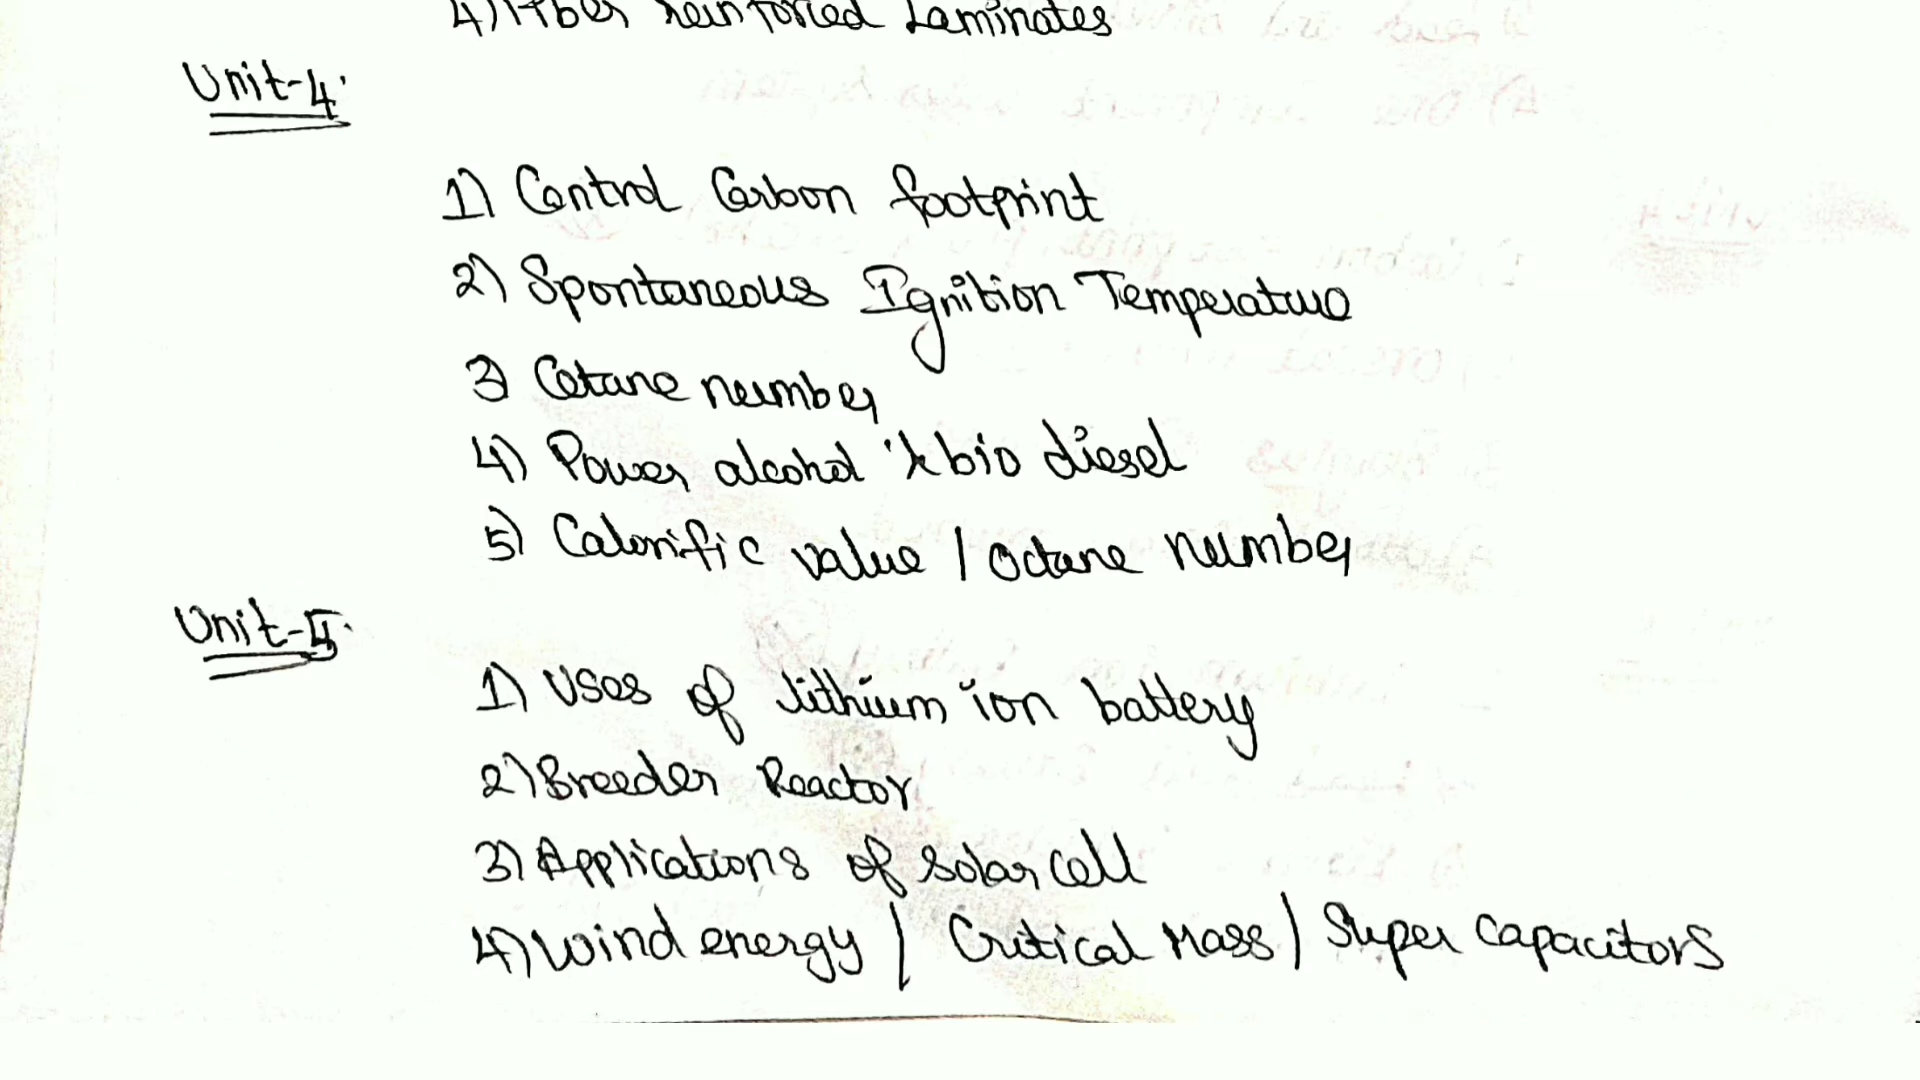 4) Fiber reinforced Laminates
Unit-4
1) Control Carbon footprint
2) Spontaneous Ignition Temperature
3) Cetane number
4) Power alcohol & bio diesel
5) Calorific value / octane number
Unit-5
1) Uses of lithium ion battery
2) Breeder Reactor
3) Applications of solar cell
4) Wind energy / Critical Mass / Super capacitors